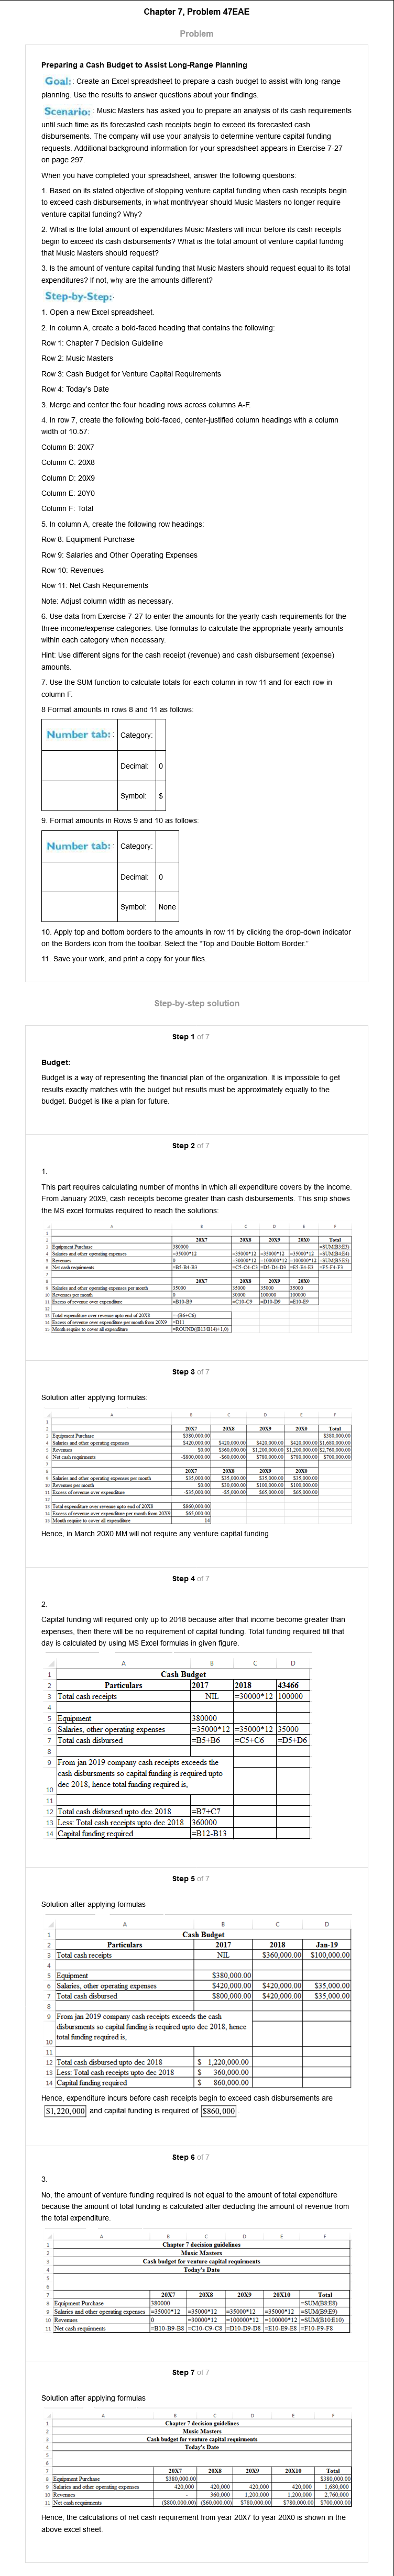 Chapter 7, Problem 47EAE
Problem
Preparing a Cash Budget to Assist Long-Range Planning
Goal: Create an Excel spreadsheet to prepare a cash budget to assist with long-range
planning. Use the results to answer questions about your findings.
Scenario: Music Masters has asked you to prepare an analysis of its cash requirements
until such time as its forecasted cash receipts begin to exceed its forecasted cash
disbursements. The company will use your analysis to determine venture capital funding
requests. Additional background information for your spreadsheet appears in Exercise 7-27
on page 297.
When you have completed your spreadsheet, answer the following questions:
1. Based on its stated objective of stopping venture capital funding when cash receipts begin
to exceed cash disbursements, in what month/year should Music Masters no longer require
venture capital funding? Why?
2. What is the total amount of expenditures Music Masters will incur before its cash receipts
begin to exceed its cash disbursements? What is the total amount of venture capital funding
that Music Masters should request?
3. Is the amount of venture capital funding that Music Masters should request equal to its total
expenditures? If not, why are the amounts different?
Step-by-Step:
1. Open a new Excel spreadsheet.
2. In column A, create a bold-faced heading that contains the following:
Row 1: Chapter 7 Decision Guideline
Row 2: Music Masters
Row 3: Cash Budget for Venture Capital Requirements
Row 4: Today's Date
3. Merge and center the four heading rows across columns A-F.
4. In row 7, create the following bold-faced, center-justified column headings with a column
width of 10.57:
Column B: 20X7
Column C: 20X8
Column D: 20X9
Column E: 20Y0
Column F: Total
5. In column A, create the following row headings:
Row 8: Equipment Purchase
Row 9: Salaries and Other Operating Expenses
Row 10: Revenues
Row 11: Net Cash Requirements
Note: Adjust column width as necessary.
6. Use data from Exercise 7-27 to enter the amounts for the yearly cash requirements for the
three income/expense categories. Use formulas to calculate the appropriate yearly amounts
within each category when necessary.
Hint: Use different signs for the cash receipt (revenue) and cash disbursement (expense)
amounts.
7. Use the SUM function to calculate totals for each column in row 11 and for each row in
column F.
8 Format amounts in rows 8 and 11 as follows:
Number tab: Category:
Decimal: 0
Symbol: $
9. Format amounts in Rows 9 and 10 as follows:
Number tab: Category:
Decimal: 0
Symbol: None
10. Apply top and bottom borders to the amounts in row 11 by clicking the drop-down indicator
on the Borders icon from the toolbar. Select the "Top and Double Bottom Border."
11. Save your work, and print a copy for your files.
Step-by-step solution
Step 1 of 7
Budget:
Budget is a way of representing the financial plan of the organization. It is impossible to get
results exactly matches with the budget but results must be approximately equally to the
budget. Budget is like a plan for future.
Step 2 of 7
1.
This part requires calculating number of months in which all expenditure covers by the income.
From January 20X9, cash receipts become greater than cash disbursements. This snip shows
the MS excel formulas required to reach the solutions:
A B C D E F
1
2 20X7 20X8 20X9 20X0 Total
3 Equipment Purchase 380000 =SUM(B3:E3)
4 Salaries and other operating expenses =35000*12 =35000*12 =35000*12 =35000*12 =SUM(B4:E4)
5 Revenues 0 =30000*12 =100000*12 =100000*12 =SUM(B5:E5)
6 Net cash requirements =B5-B4-B3 =C5-C4-C3 =D5-D4-D3 =E5-E4-E3 =F5-F4-F3
7
8 20X7 20X8 20X9 20X0
9 Salaries and other operating expenses per month 35000 35000 35000 35000
10 Revenues per month 0 30000 100000 100000
11 Excess of revenue over expenditure =B10-B9 =C10-C9 =D10-D9 =E10-E9
12
13 Total expenditure over revenue upto end of 20X8 =-(B6+C6)
14 Excess of revenue over expenditure per month from 20X9 =D11
15 Month require to cover all expenditure =ROUND((B13/B14)+1,0)
Step 3 of 7
Solution after applying formulas:
A B C D E F
1
2 20X7 20X8 20X9 20X0 Total
3 Equipment Purchase $380,000.00 $380,000.00
4 Salaries and other operating expenses $420,000.00 $420,000.00 $420,000.00 $420,000.00 $1,680,000.00
5 Revenues $0.00 $360,000.00 $1,200,000.00 $1,200,000.00 $2,760,000.00
6 Net cash requirements -$800,000.00 -$60,000.00 $780,000.00 $780,000.00 $700,000.00
7
8 20X7 20X8 20X9 20X0
9 Salaries and other operating expenses per month $35,000.00 $35,000.00 $35,000.00 $35,000.00
10 Revenues per month $0.00 $30,000.00 $100,000.00 $100,000.00
11 Excess of revenue over expenditure -$35,000.00 -$5,000.00 $65,000.00 $65,000.00
12
13 Total expenditure over revenue upto end of 20X8 $860,000.00
14 Excess of revenue over expenditure per month from 20X9 $65,000.00
15 Month require to cover all expenditure 14
Hence, in March 20X0 MM will not require any venture capital funding
Step 4 of 7
2.
Capital funding will required only up to 2018 because after that income become greater than
expenses, then there will be no requirement of capital funding. Total funding required till that
day is calculated by using MS Excel formulas in given figure.
A B C D
1 Cash Budget
2 Particulars 2017 2018 43466
3 Total cash receipts NIL =30000*12 100000
4
5 Equipment 380000
6 Salaries, other operating expenses =35000*12 =35000*12 35000
7 Total cash disbursed =B5+B6 =C5+C6 =D5+D6
8
9 From jan 2019 company cash receipts exceeds the
cash disbursments so capital funding is required upto
10 dec 2018, hence total funding required is,
11
12 Total cash disbursed upto dec 2018 =B7+C7
13 Less: Total cash receipts upto dec 2018 360000
14 Capital funding required =B12-B13
Step 5 of 7
Solution after applying formulas
A B C D
1 Cash Budget
2 Particulars 2017 2018 Jan-19
3 Total cash receipts NIL $360,000.00 $100,000.00
4
5 Equipment $380,000.00
6 Salaries, other operating expenses $420,000.00 $420,000.00 $35,000.00
7 Total cash disbursed $800,000.00 $420,000.00 $35,000.00
8
9 From jan 2019 company cash receipts exceeds the cash
disbursments so capital funding is required upto dec 2018, hence
10 total funding required is,
11
12 Total cash disbursed upto dec 2018 $ 1,220,000.00
13 Less: Total cash receipts upto dec 2018 $ 360,000.00
14 Capital funding required $ 860,000.00
Hence, expenditure incurs before cash receipts begin to exceed cash disbursements are
$1,220,000 and capital funding is required of $860,000.
Step 6 of 7
3.
No, the amount of venture funding required is not equal to the amount of total expenditure
because the amount of total funding is calculated after deducting the amount of revenue from
the total expenditure.
A B C D E F
1 Chapter 7 decision guidelines
2 Music Masters
3 Cash budget for venture capital requirments
4 Today's Date
5
6
7 20X7 20X8 20X9 20X10 Total
8 Equipment Purchase 380000 =SUM(B8:E8)
9 Salaries and other operating expenses =35000*12 =35000*12 =35000*12 =35000*12 =SUM(B9:E9)
10 Revenues 0 =30000*12 =100000*12 =100000*12 =SUM(B10:E10)
11 Net cash requirments =B10-B9-B8 =C10-C9-C8 =D10-D9-D8 =E10-E9-E8 =F10-F9-F8
Step 7 of 7
Solution after applying formulas
A B C D E F
1 Chapter 7 decision guidelines
2 Music Masters
3 Cash budget for venture capital requirments
4 Today's Date
5
6
7 20X7 20X8 20X9 20X10 Total
8 Equipment Purchase $380,000.00 $380,000.00
9 Salaries and other operating expenses 420,000 420,000 420,000 420,000 1,680,000
10 Revenues - 360,000 1,200,000 1,200,000 2,760,000
11 Net cash requirments ($800,000.00) ($60,000.00) $780,000.00 $780,000.00 $700,000.00
Hence, the calculations of net cash requirement from year 20X7 to year 20X0 is shown in the
above excel sheet.